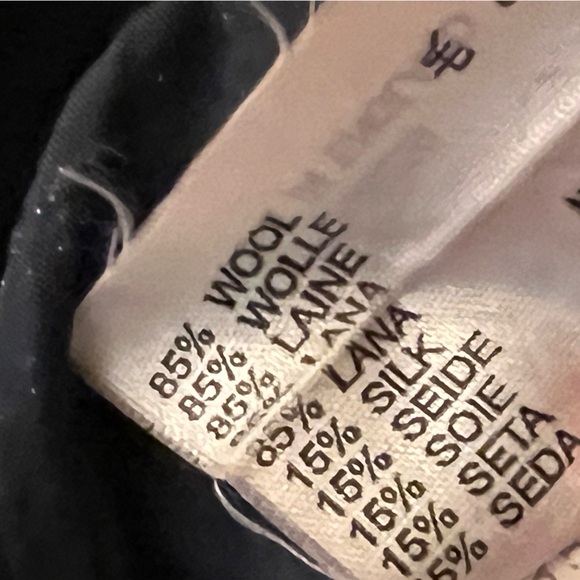 85% WOOL
85% WOLLE
85% LAINE
85% LANA
85% LANA
15% SILK
15% SEIDE
15% SOIE
15% SETA
15% SEDA